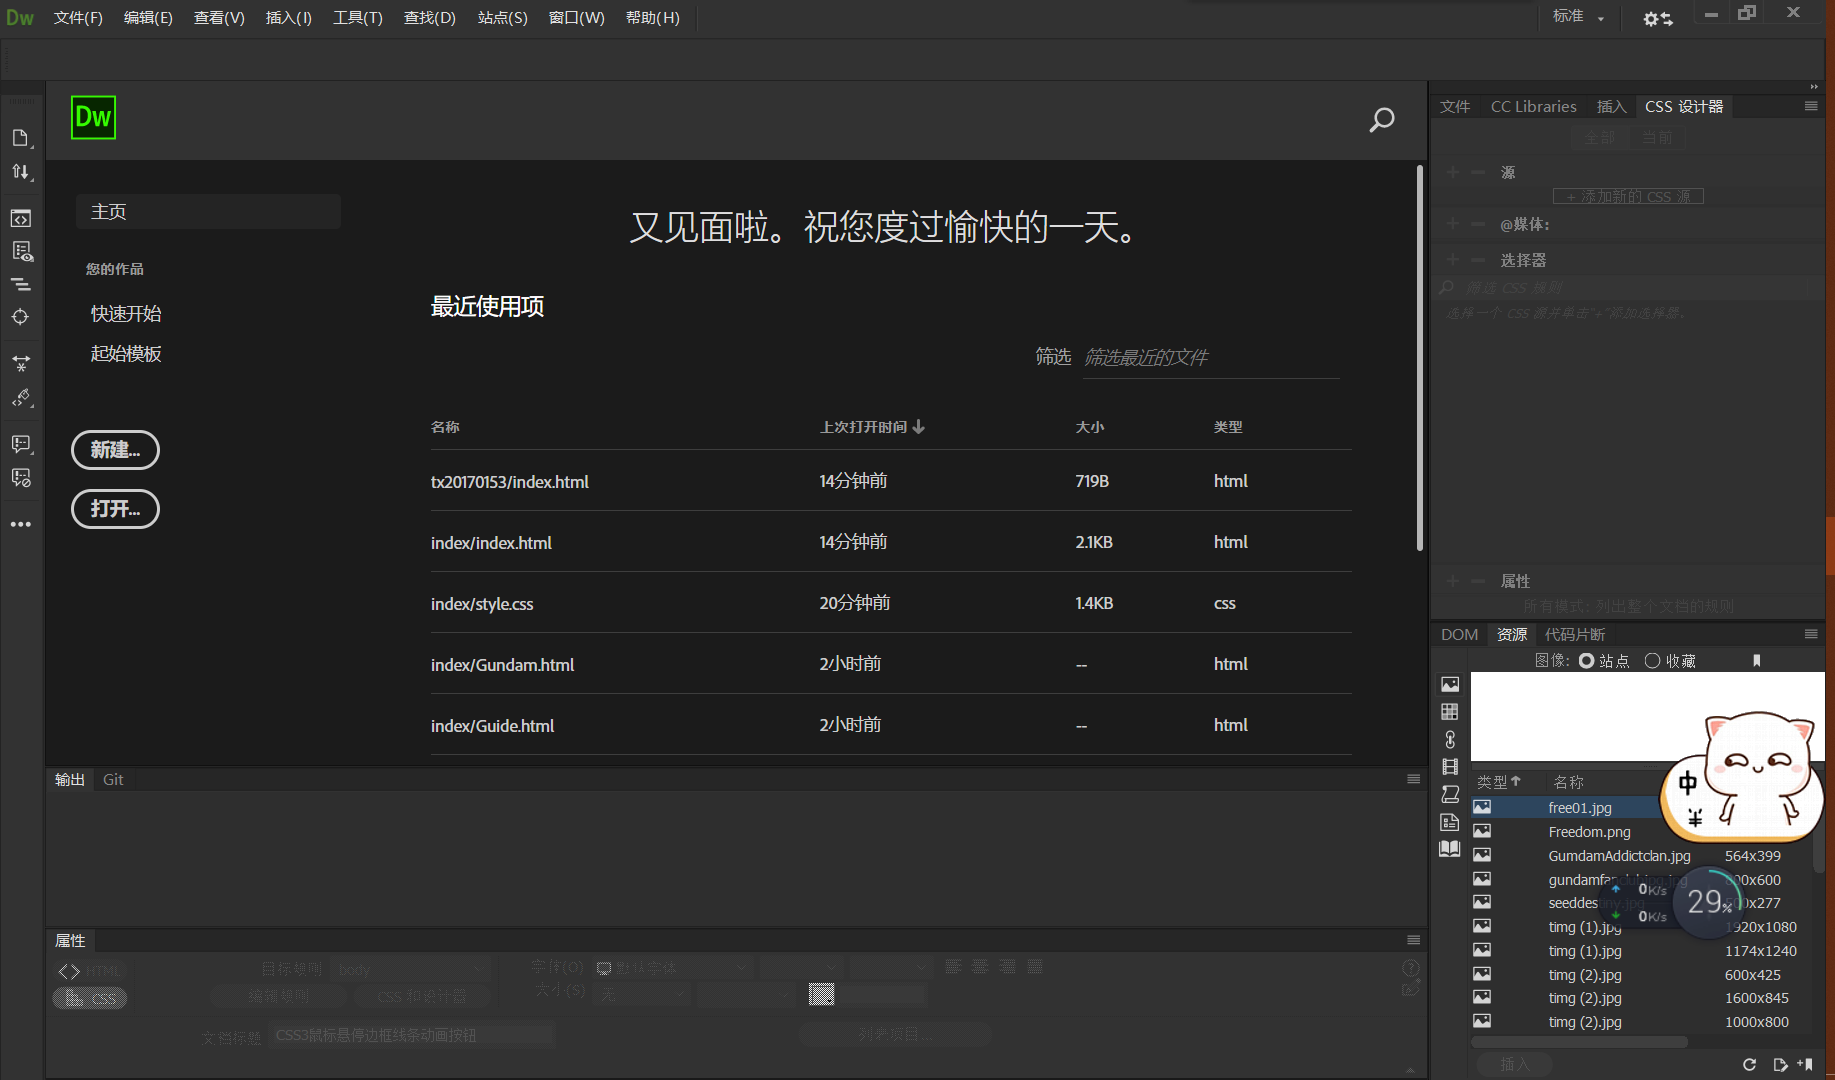 Dw 文件(F) 编辑(E) 查看(V) 插入(I) 工具(T) 查找(D) 站点(S) 窗口(W) 帮助(H) 标准
Dw
主页
您的作品
快速开始
起始模板
新建...
打开...
又见面啦。祝您度过愉快的一天。
最近使用项
筛选 筛选最近的文件
名称 上次打开时间 大小 类型
tx20170153/index.html 14分钟前 719B html
index/index.html 14分钟前 2.1KB html
index/style.css 20分钟前 1.4KB css
index/Gundam.html 2小时前 -- html
index/Guide.html 2小时前 -- html
输出 Git
属性
<> HTML 目标规则 body 字体(O) 默认字体
CSS 编辑规则 CSS 和设计器 大小(S) 无
文档标题 CSS3鼠标悬停边框线条动画按钮 列表项目...
文件 CC Libraries 插入 CSS 设计器
全部 当前
+ - 源
+ 添加新的 CSS 源
+ - @媒体:
+ - 选择器
筛选 CSS 规则
选择一个 CSS 源并单击"+"添加选择器。
+ - 属性
所有模式: 列出整个文档的规则
DOM 资源 代码片断
图像: 站点 收藏
类型 名称
free01.jpg
Freedom.png
GumdamAddictclan.jpg 564x399
seeddestiny.jpg
timg (1).jpg 1920x1080
timg (1).jpg 1174x1240
timg (2).jpg 600x425
timg (2).jpg 1600x845
timg (2).jpg 1000x800
插入
中
¥
0K/s
0K/s
29%